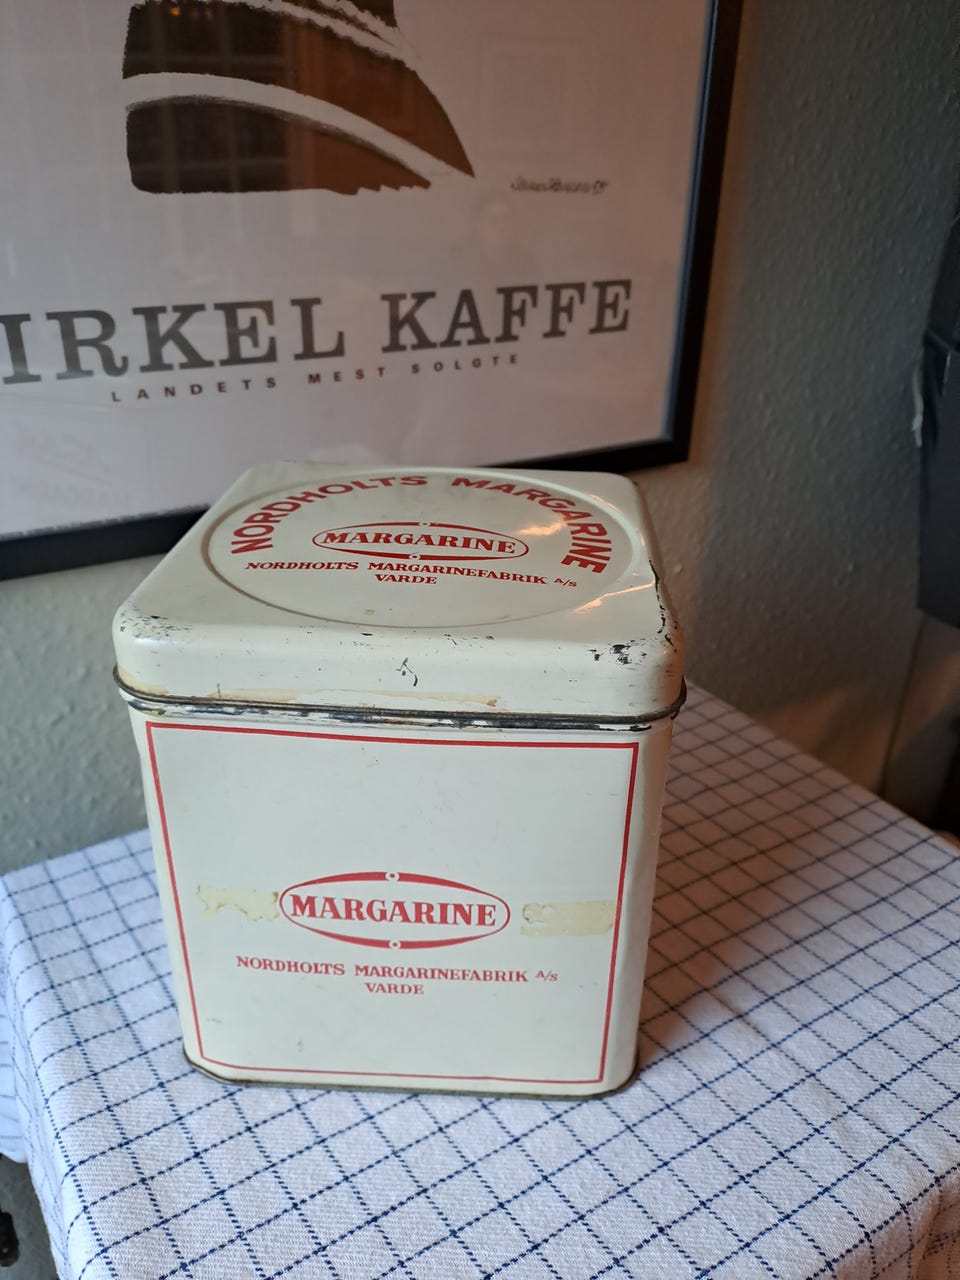 IRKEL KAFFE
LANDETS MEST SOLGTE
NORDHOLTS MARGARINE
MARGARINE
NORDHOLTS MARGARINEFABRIK A/S
VARDE
MARGARINE
NORDHOLTS MARGARINEFABRIK A/S
VARDE